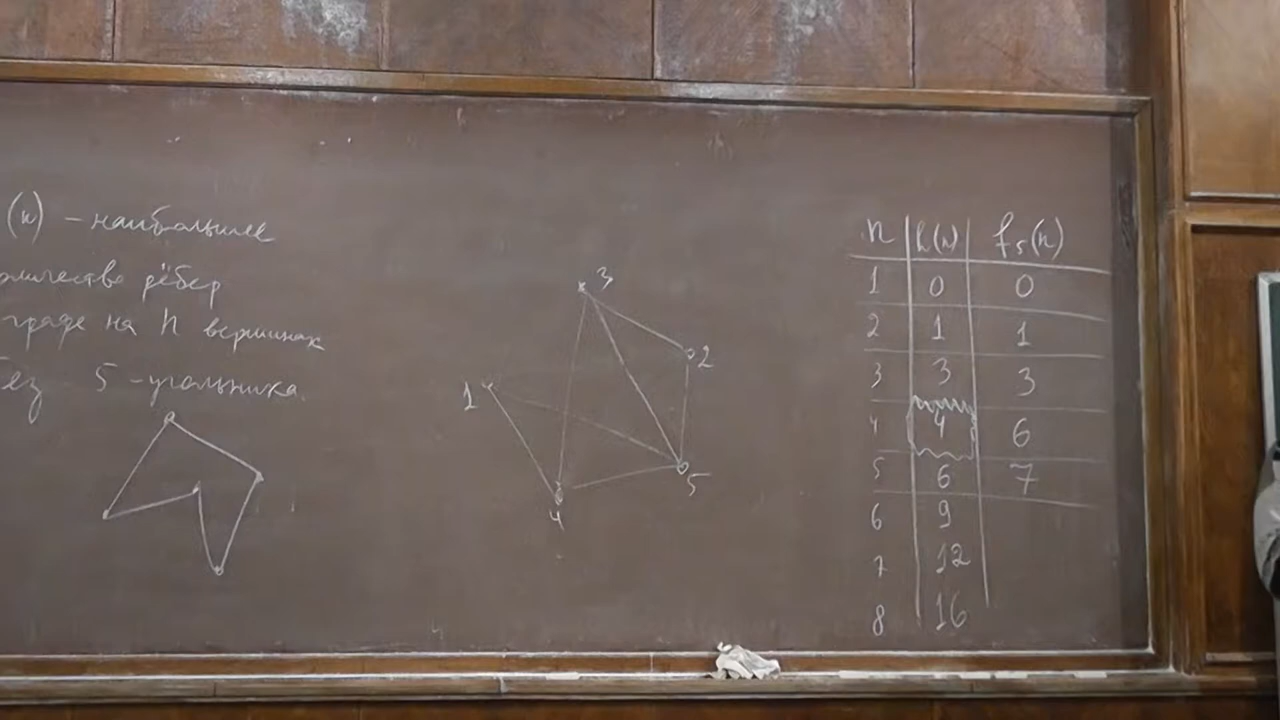 (n) – наибольшее
количество рёбер
графе на n вершинах
без 5-угольника.
3
2
1
5
4
n h(n) f₅(n)
1 0 0
2 1 1
3 3 3
4 4 6
5 6 7
6 9
7 12
8 16